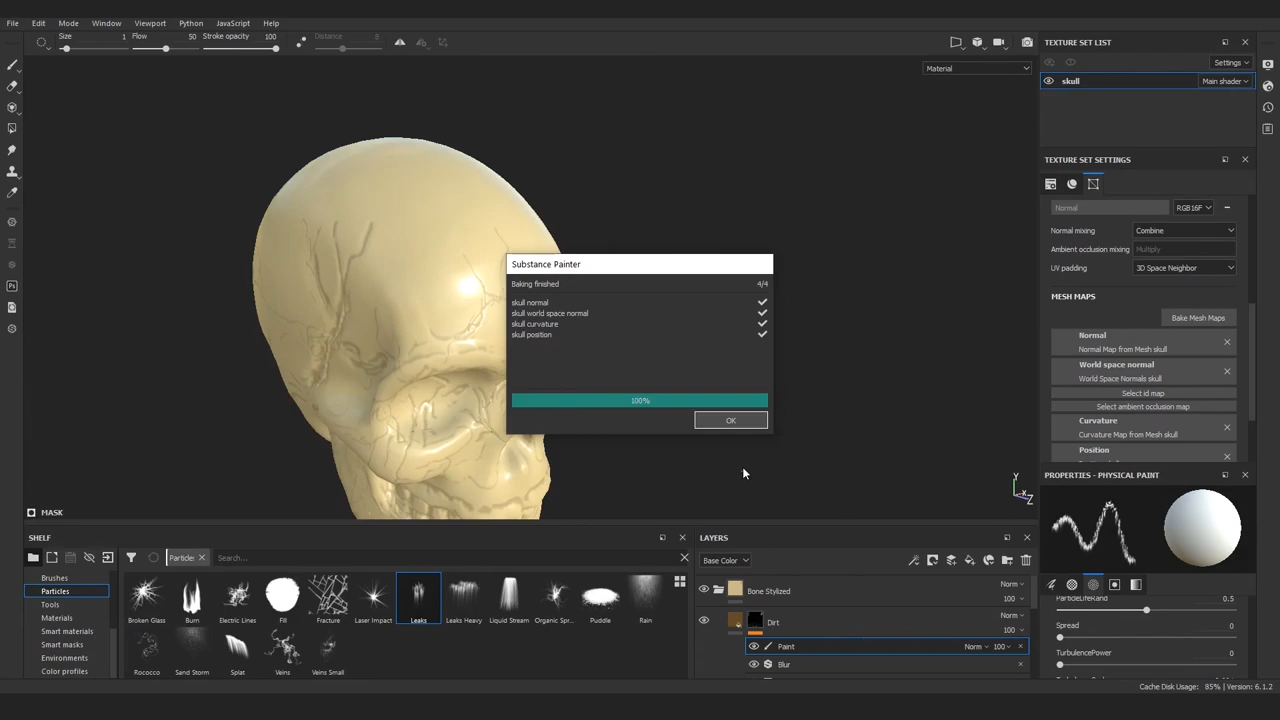 File Edit Mode Window Viewport Python JavaScript Help
Size 1 Flow 50 Stroke opacity 100 Distance 8
Material
TEXTURE SET LIST
Settings
skull Main shader
TEXTURE SET SETTINGS
Normal RGB16F
Normal mixing Combine
Ambient occlusion mixing Multiply
UV padding 3D Space Neighbor
MESH MAPS
Bake Mesh Maps
Normal
Normal Map from Mesh skull
World space normal
World Space Normals skull
Select id map
Select ambient occlusion map
Curvature
Curvature Map from Mesh skull
Position
Substance Painter
Baking finished 4/4
skull normal
skull world space normal
skull curvature
skull position
100%
OK
Y
Z
MASK
PROPERTIES - PHYSICAL PAINT
ParticleLifeRand 0.5
Spread 0
TurbulencePower 0
SHELF
Particle Search...
Brushes
Particles
Tools
Materials
Smart materials
Smart masks
Environments
Color profiles
Broken Glass Burn Electric Lines Fill Fracture Laser Impact Leaks Leaks Heavy Liquid Stream Organic Spr... Puddle Rain
Rococco Sand Storm Splat Veins Veins Small
LAYERS
Base Color
Bone Stylized Norm
100
Dirt Norm
100
Paint Norm 100
Blur
Cache Disk Usage: 85% | Version: 6.1.2